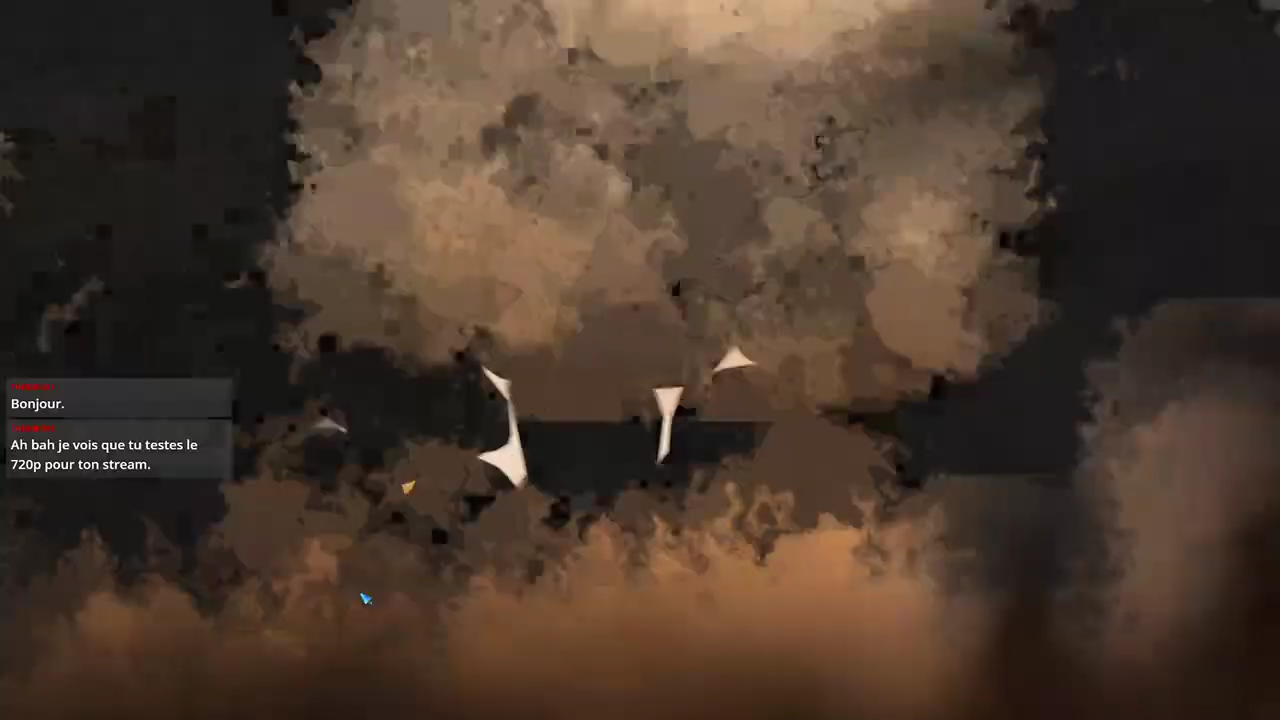 Bonjour.
Ah bah je vois que tu testes le
720p pour ton stream.